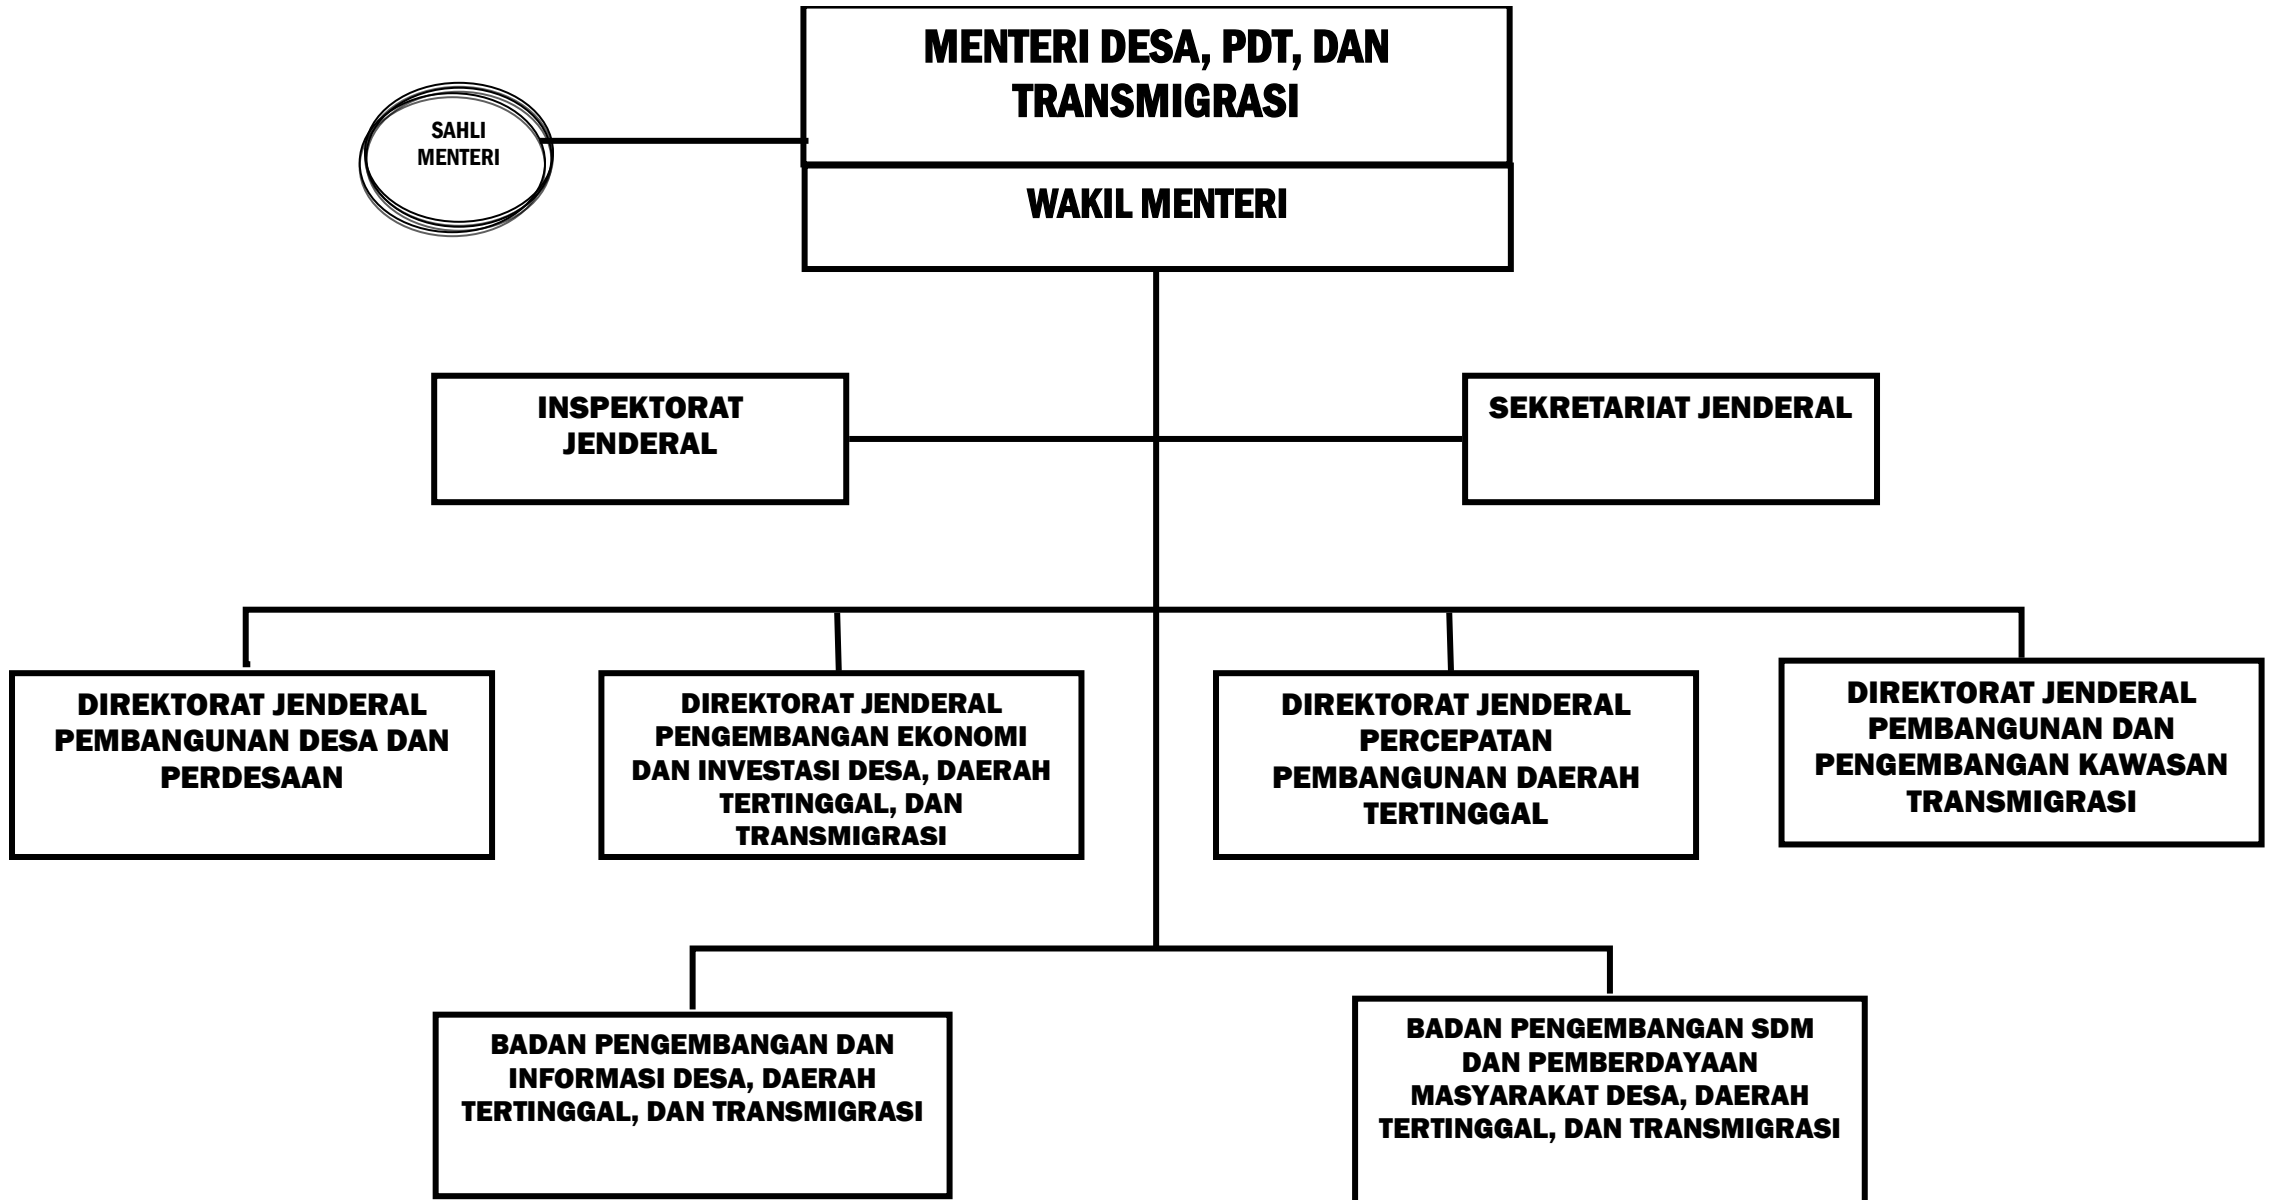 MENTERI DESA, PDT, DAN
TRANSMIGRASI
SAHLI
MENTERI
WAKIL MENTERI
INSPEKTORAT
JENDERAL
SEKRETARIAT JENDERAL
DIREKTORAT JENDERAL
PEMBANGUNAN DESA DAN
PERDESAAN
DIREKTORAT JENDERAL
PENGEMBANGAN EKONOMI
DAN INVESTASI DESA, DAERAH
TERTINGGAL, DAN
TRANSMIGRASI
DIREKTORAT JENDERAL
PERCEPATAN
PEMBANGUNAN DAERAH
TERTINGGAL
DIREKTORAT JENDERAL
PEMBANGUNAN DAN
PENGEMBANGAN KAWASAN
TRANSMIGRASI
BADAN PENGEMBANGAN DAN
INFORMASI DESA, DAERAH
TERTINGGAL, DAN TRANSMIGRASI
BADAN PENGEMBANGAN SDM
DAN PEMBERDAYAAN
MASYARAKAT DESA, DAERAH
TERTINGGAL, DAN TRANSMIGRASI